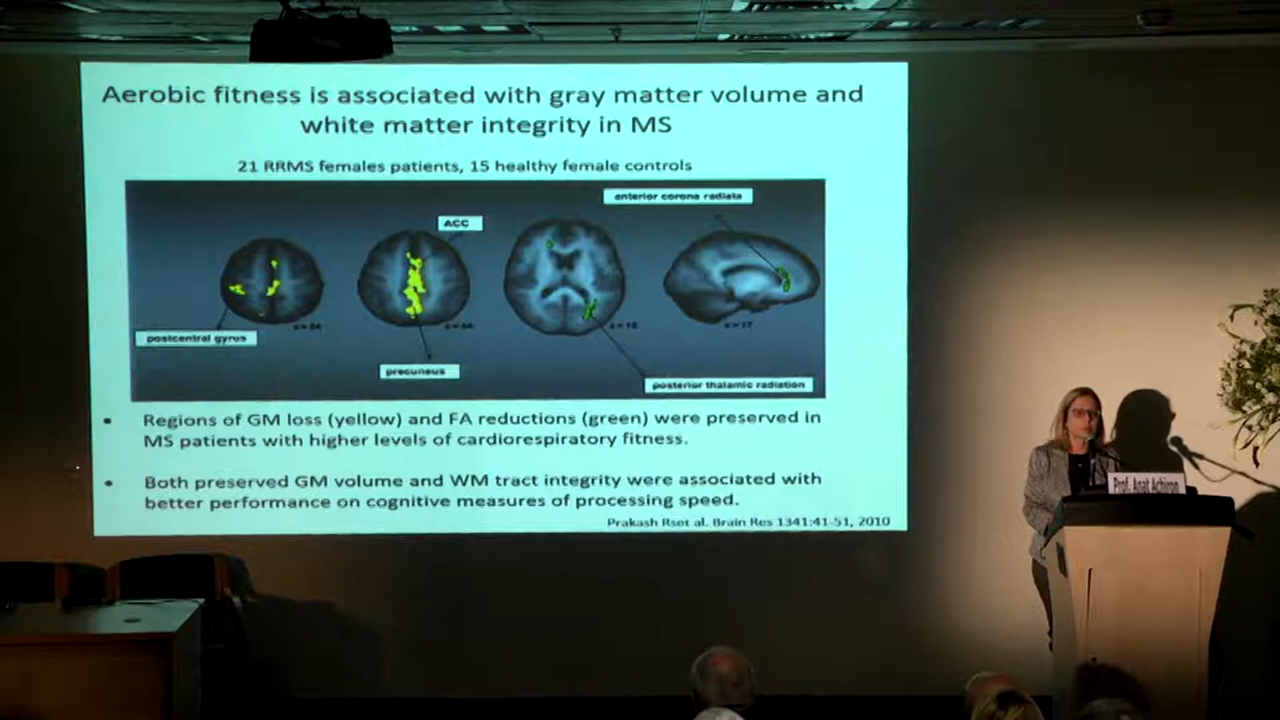 Aerobic fitness is associated with gray matter volume and
white matter integrity in MS
21 RRMS females patients, 15 healthy female controls
anterior corona radiata
ACC
postcentral gyrus
precuneus
posterior thalamic radiation
x=17
• Regions of GM loss (yellow) and FA reductions (green) were preserved in
MS patients with higher levels of cardiorespiratory fitness.
• Both preserved GM volume and WM tract integrity were associated with
better performance on cognitive measures of processing speed.
Prakash Rset al. Brain Res 1341:41-51, 2010
Prof. Anat Achiron